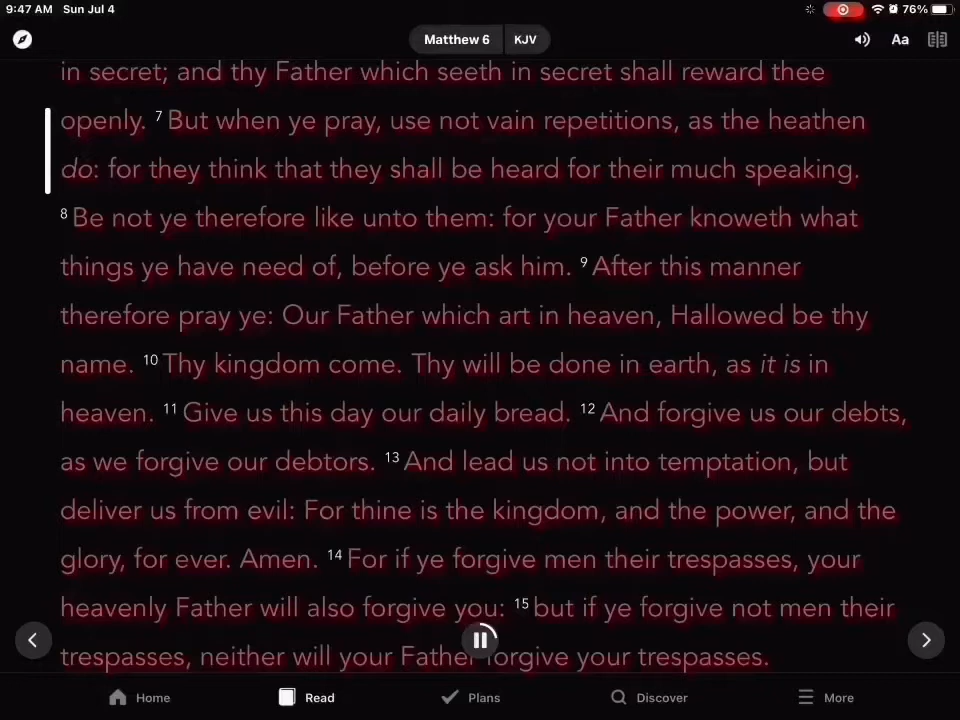 9:47 AM Sun Jul 4 76%
Matthew 6 KJV Aa
in secret; and thy Father which seeth in secret shall reward thee
openly. 7 But when ye pray, use not vain repetitions, as the heathen
do: for they think that they shall be heard for their much speaking.
8 Be not ye therefore like unto them: for your Father knoweth what
things ye have need of, before ye ask him. 9 After this manner
therefore pray ye: Our Father which art in heaven, Hallowed be thy
name. 10 Thy kingdom come. Thy will be done in earth, as it is in
heaven. 11 Give us this day our daily bread. 12 And forgive us our debts,
as we forgive our debtors. 13 And lead us not into temptation, but
deliver us from evil: For thine is the kingdom, and the power, and the
glory, for ever. Amen. 14 For if ye forgive men their trespasses, your
heavenly Father will also forgive you: 15 but if ye forgive not men their
trespasses, neither will your Father forgive your trespasses.
Home Read Plans Discover More